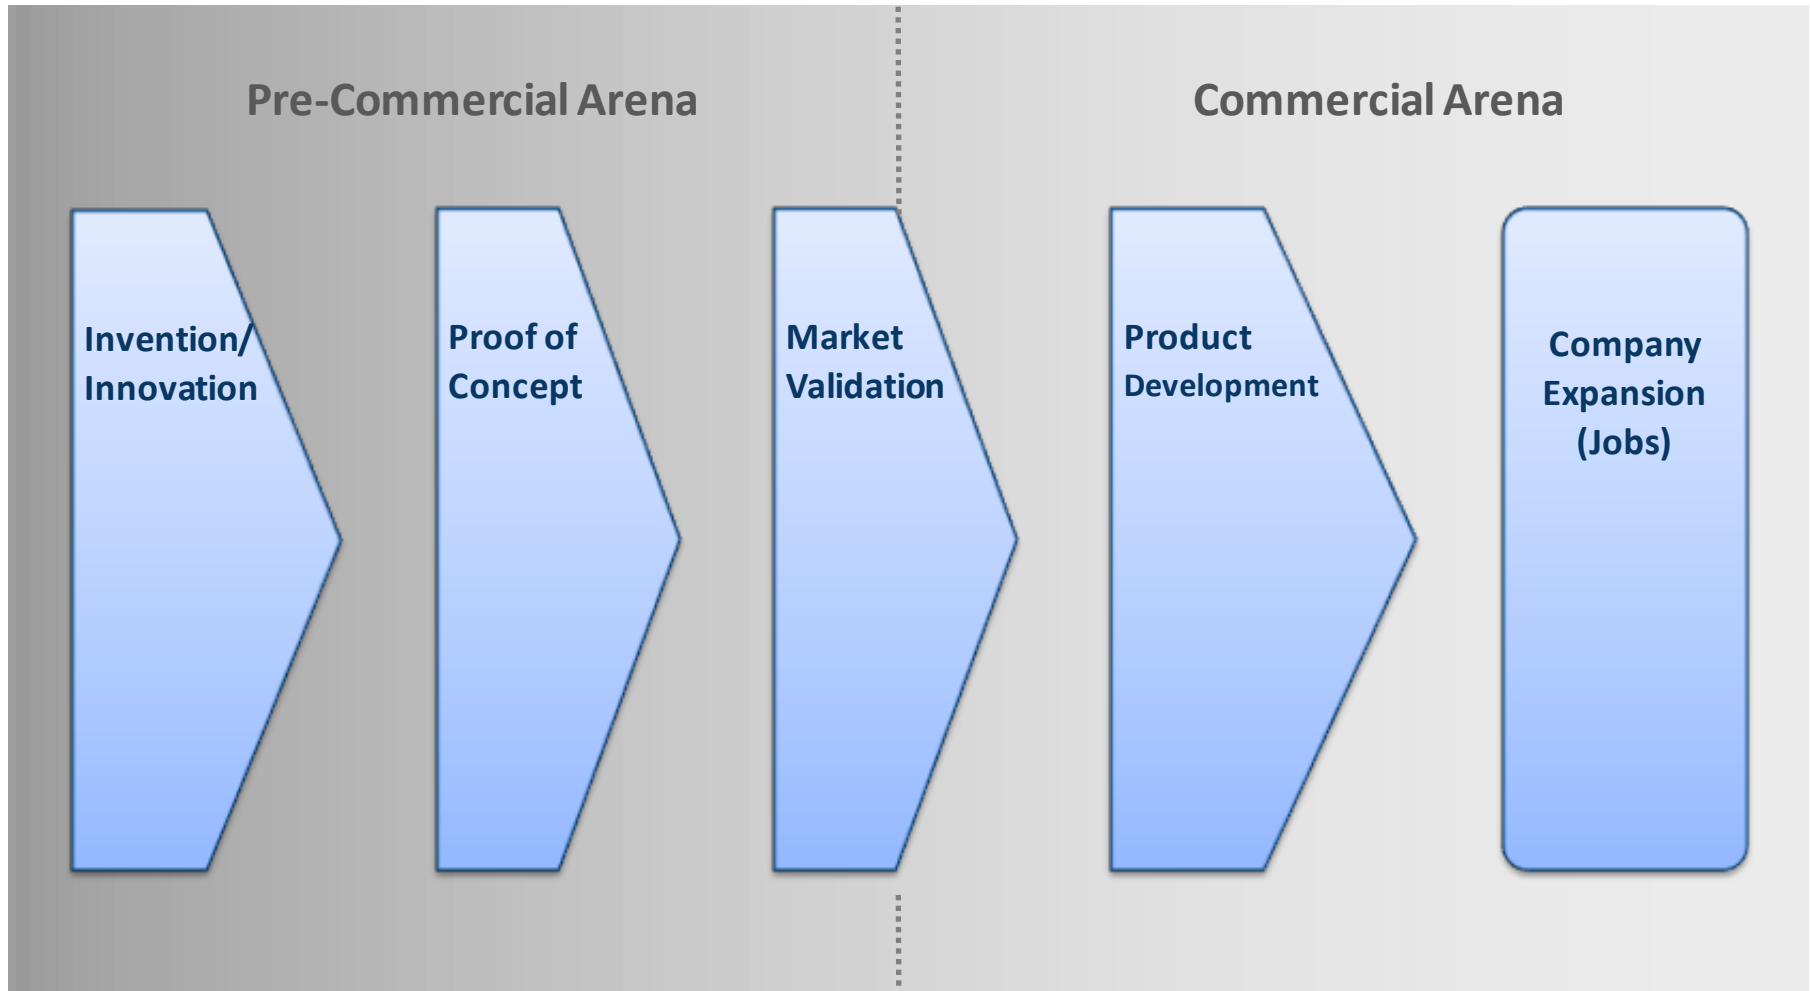 Pre-Commercial Arena
Commercial Arena
Invention/
Innovation
Proof of
Concept
Market
Validation
Product
Development
Company
Expansion
(Jobs)